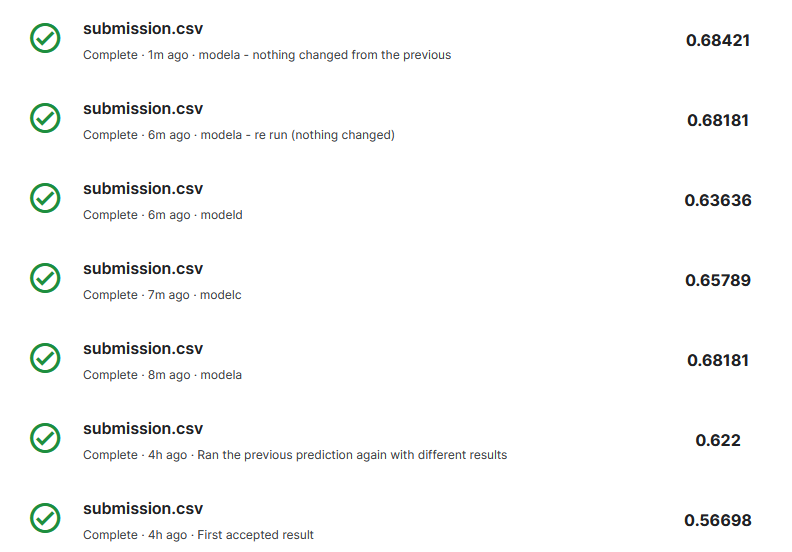 submission.csv
0.68421
Complete · 1m ago · modela - nothing changed from the previous
submission.csv
0.68181
Complete · 6m ago · modela - re run (nothing changed)
submission.csv
0.63636
Complete · 6m ago · modeld
submission.csv
0.65789
Complete · 7m ago · modelc
submission.csv
0.68181
Complete · 8m ago · modela
submission.csv
0.622
Complete · 4h ago · Ran the previous prediction again with different results
submission.csv
0.56698
Complete · 4h ago · First accepted result